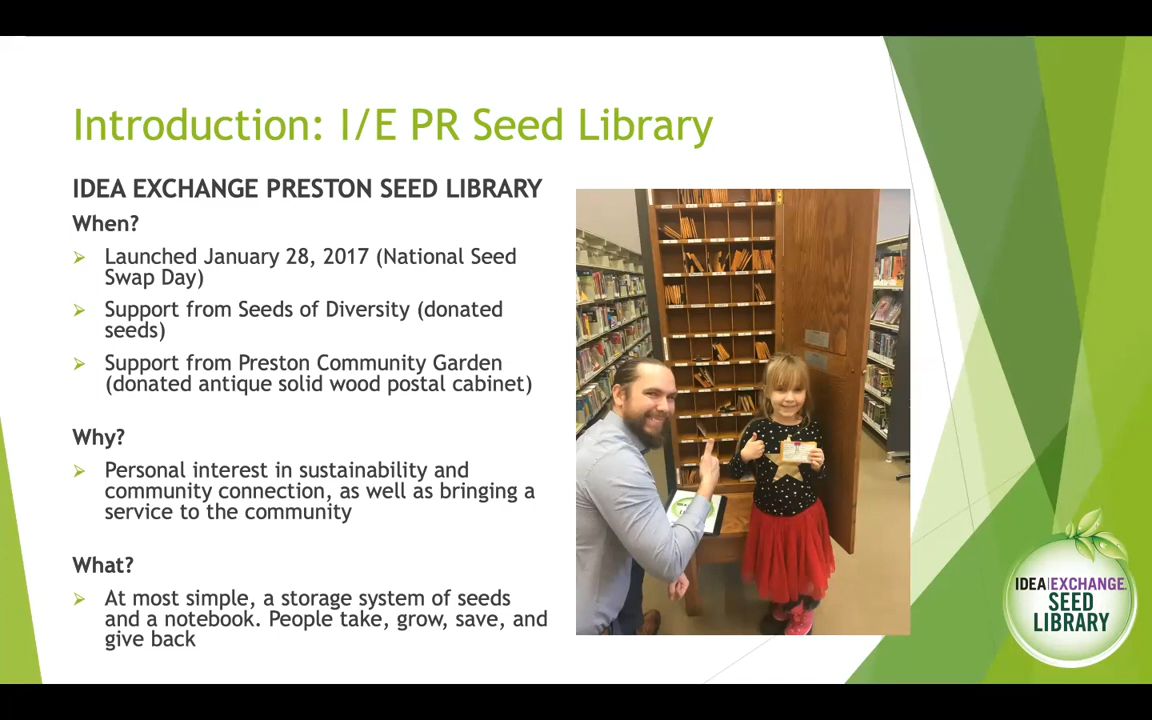 Introduction: I/E PR Seed Library
IDEA EXCHANGE PRESTON SEED LIBRARY
When?
Launched January 28, 2017 (National Seed
Swap Day)
Support from Seeds of Diversity (donated
seeds)
Support from Preston Community Garden
(donated antique solid wood postal cabinet)
Why?
Personal interest in sustainability and
community connection, as well as bringing a
service to the community
What?
At most simple, a storage system of seeds
and a notebook. People take, grow, save, and
give back
IDEA|EXCHANGE
SEED
LIBRARY